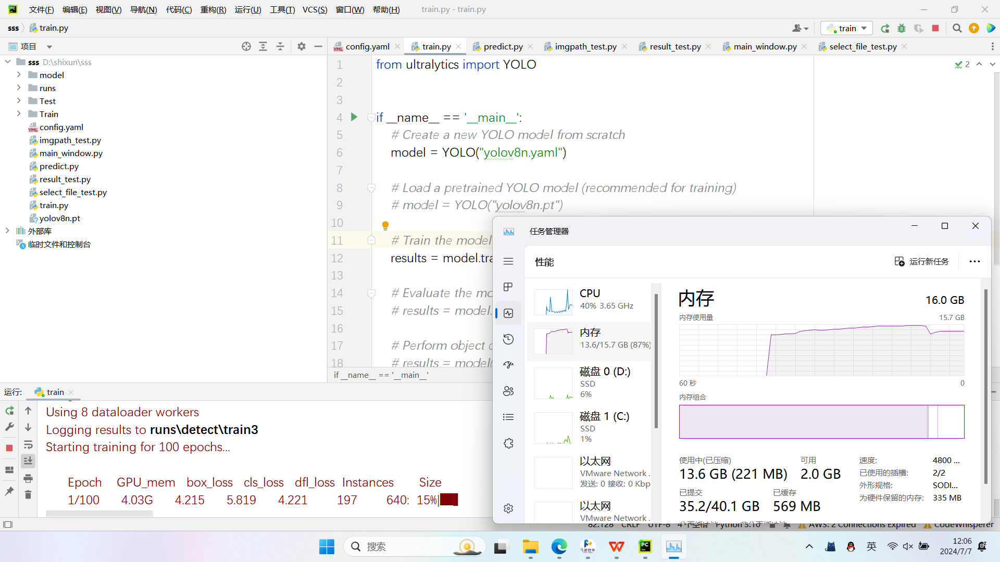 文件(F) 编辑(E) 视图(V) 导航(N) 代码(C) 重构(R) 运行(U) 工具(T) VCS(S) 窗口(W) 帮助(H) train.py - train.py
sss train.py
train
项目
config.yaml train.py predict.py imgpath_test.py result_test.py main_window.py select_file_test.py
sss D:\shixun\sss
model
runs
Test
Train
config.yaml
imgpath_test.py
main_window.py
predict.py
result_test.py
select_file_test.py
train.py
yolov8n.pt
外部库
临时文件和控制台
2
1 from ultralytics import YOLO
2
3
4 if __name__ == '__main__':
5 # Create a new YOLO model from scratch
6 model = YOLO("yolov8n.yaml")
7
8 # Load a pretrained YOLO model (recommended for training)
9 # model = YOLO("yolov8n.pt")
10
11 # Train the model
12 results = model.tra
13
14 # Evaluate the mo
15 # results = model.
16
17 # Perform object
18 # results = model(
if __name__ == '__main__'
运行: train
Using 8 dataloader workers
Logging results to runs\detect\train3
Starting training for 100 epochs...
Epoch GPU_mem box_loss cls_loss dfl_loss Instances Size
1/100 4.03G 4.215 5.819 4.221 197 640: 15%|
任务管理器
性能
运行新任务
CPU
40% 3.65 GHz
内存
13.6/15.7 GB (87%)
磁盘 0 (D:)
SSD
6%
磁盘 1 (C:)
SSD
1%
以太网
VMware Network .
发送: 0 接收: 0 Kbp
以太网
VMware Network .
内存
16.0 GB
内存使用量
15.7 GB
60 秒
0
内存组合
使用中(已压缩)
13.6 GB (221 MB)
可用
2.0 GB
已提交
35.2/40.1 GB
已缓存
569 MB
速度: 4800 ...
已使用的插槽: 2/2
外形规格: SODI...
为硬件保留的内存: 335 MB
82:128 CRLF UTF-8 4个空格 Python 3.10 AWS: 2 Connections Expired CodeWhisperer
搜索
英
12:06
2024/7/7